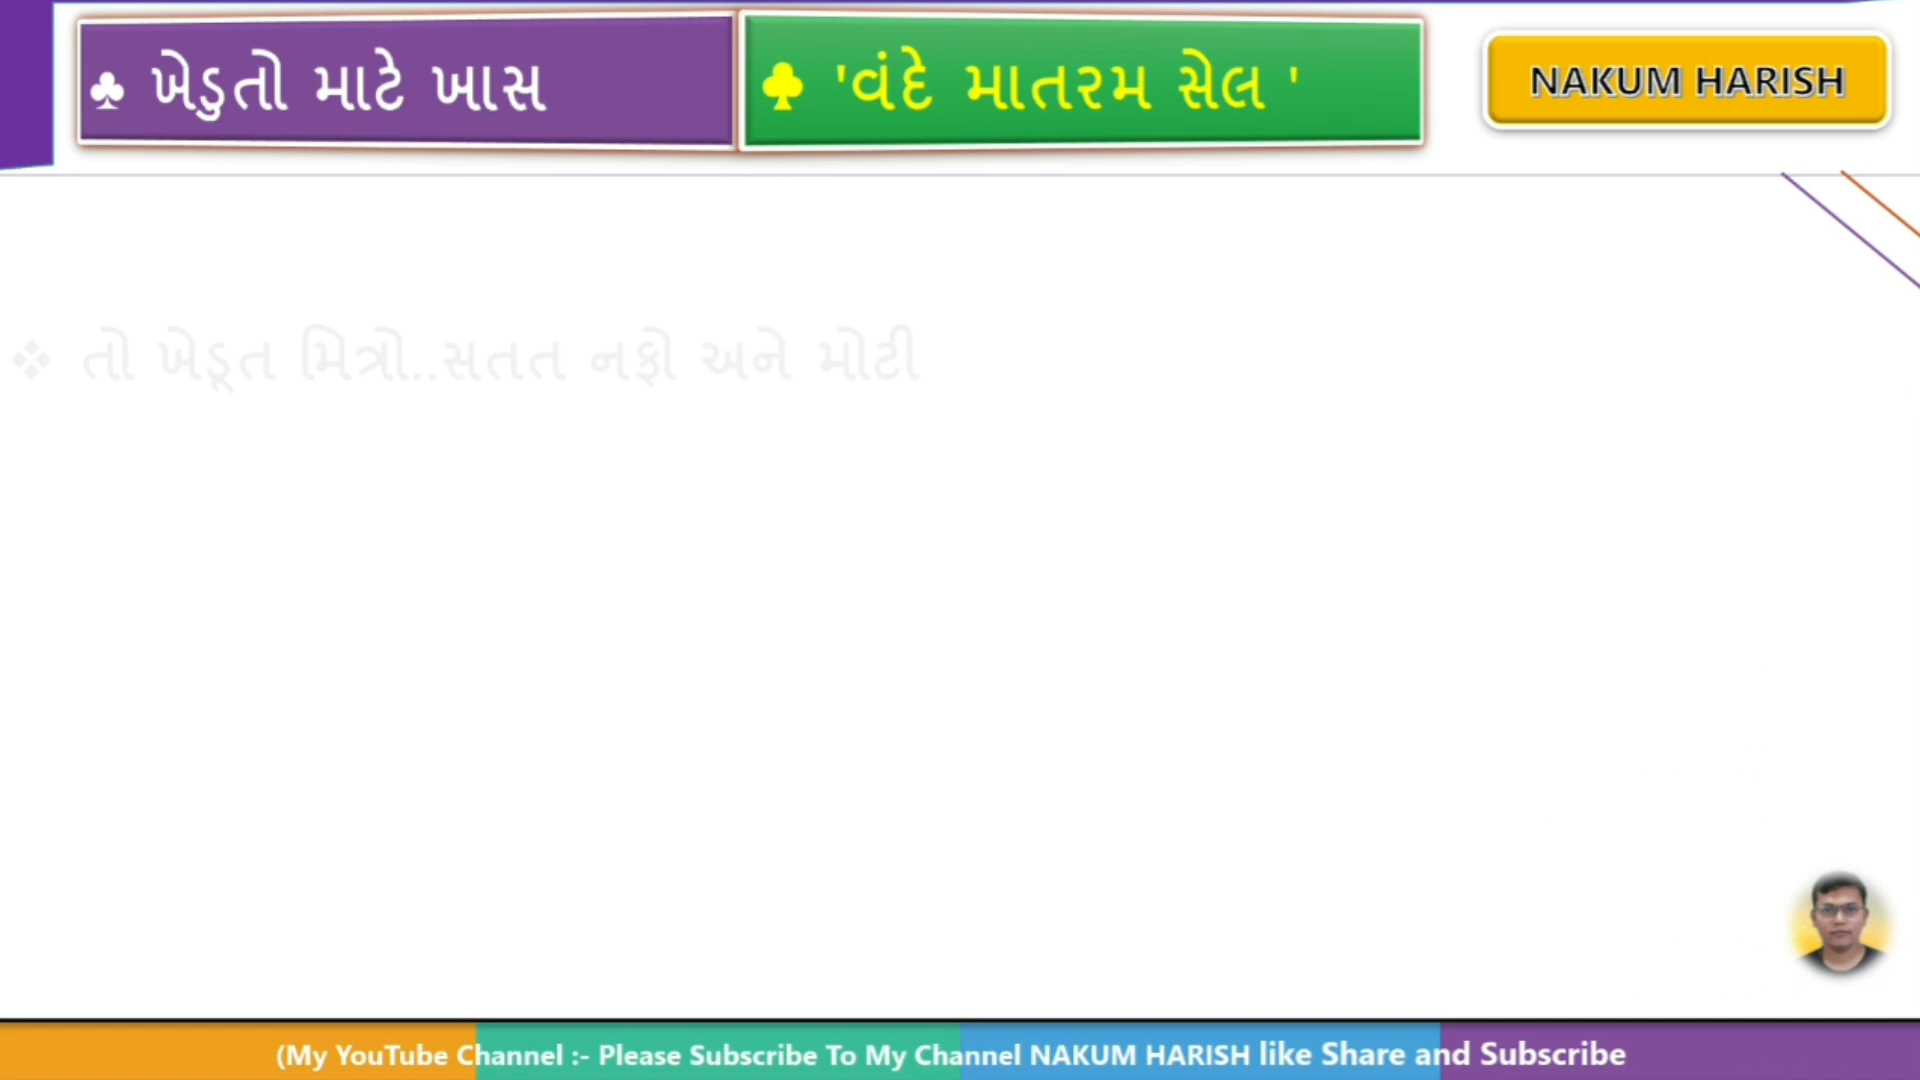 ♣ ખેડુતો માટે ખાસ
♣ 'વંદે માતરમ સેલ '
NAKUM HARISH
❖ તો ખેડૂત મિત્રો..સતત નફો અને મોટી
(My YouTube Channel :- Please Subscribe To My Channel NAKUM HARISH like Share and Subscribe